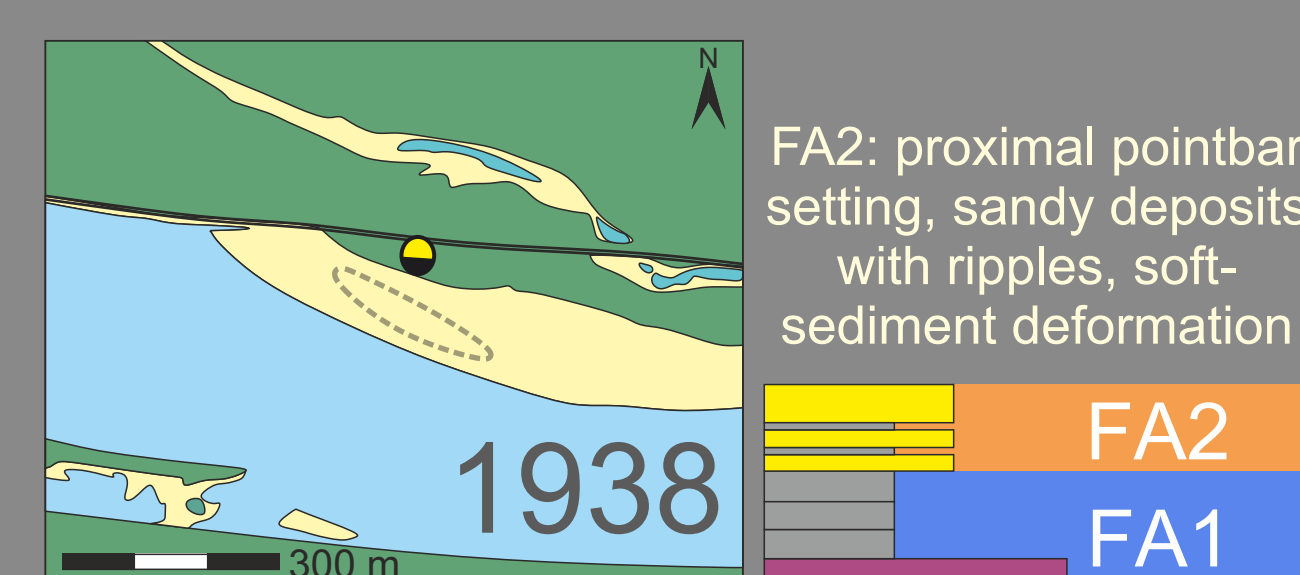 N
FA2: proximal pointbar
setting, sandy deposits
with ripples, soft-
sediment deformation
1938
300 m
FA2
FA1